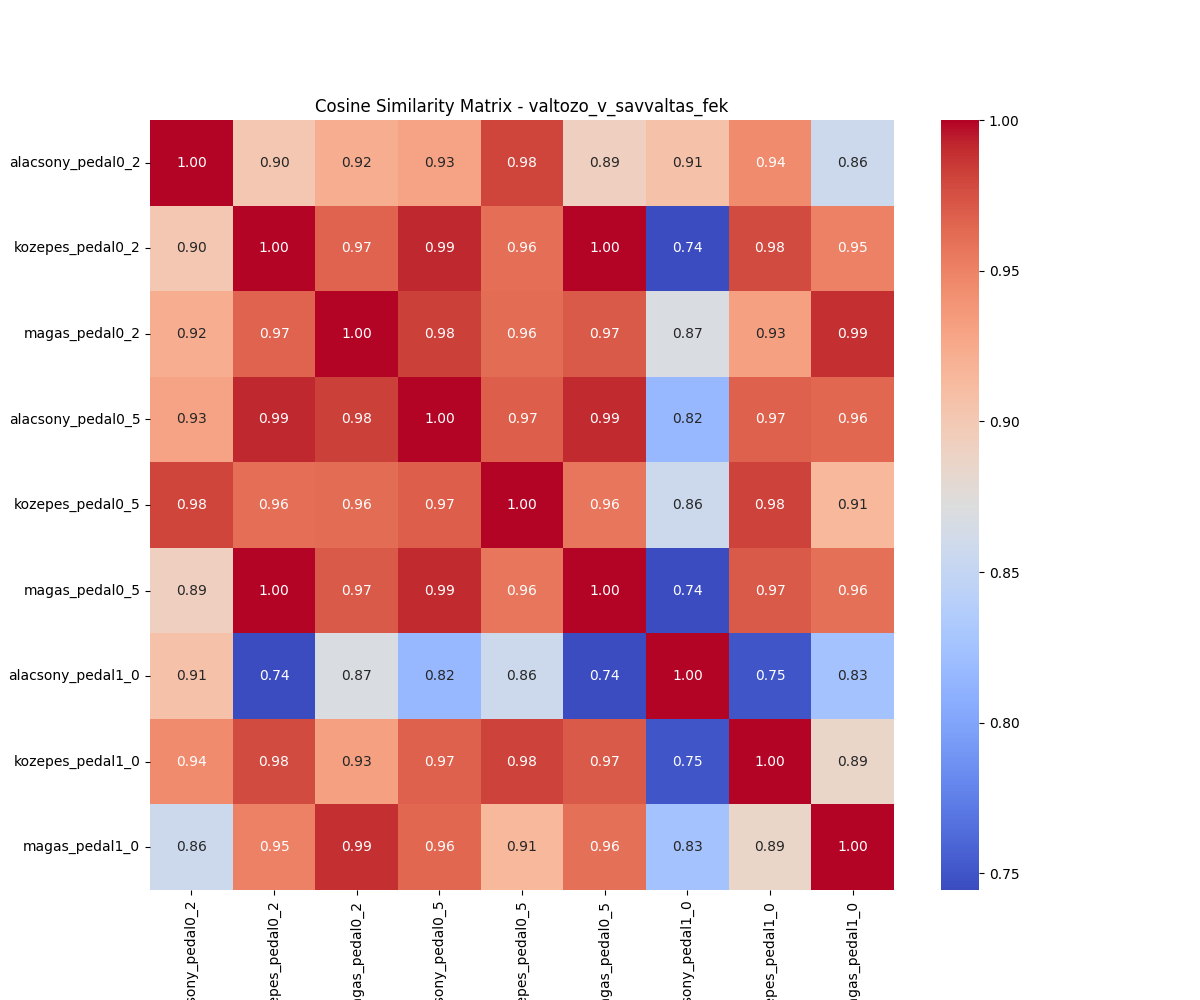 Cosine Similarity Matrix - valtozo_v_savvaltas_fek
alacsony_pedal0_2 1.00 0.90 0.92 0.93 0.98 0.89 0.91 0.94 0.86
kozepes_pedal0_2 0.90 1.00 0.97 0.99 0.96 1.00 0.74 0.98 0.95
magas_pedal0_2 0.92 0.97 1.00 0.98 0.96 0.97 0.87 0.93 0.99
alacsony_pedal0_5 0.93 0.99 0.98 1.00 0.97 0.99 0.82 0.97 0.96
kozepes_pedal0_5 0.98 0.96 0.96 0.97 1.00 0.96 0.86 0.98 0.91
magas_pedal0_5 0.89 1.00 0.97 0.99 0.96 1.00 0.74 0.97 0.96
alacsony_pedal1_0 0.91 0.74 0.87 0.82 0.86 0.74 1.00 0.75 0.83
kozepes_pedal1_0 0.94 0.98 0.93 0.97 0.98 0.97 0.75 1.00 0.89
magas_pedal1_0 0.86 0.95 0.99 0.96 0.91 0.96 0.83 0.89 1.00
sony_pedal0_2
epes_pedal0_2
agas_pedal0_2
sony_pedal0_5
epes_pedal0_5
agas_pedal0_5
sony_pedal1_0
epes_pedal1_0
agas_pedal1_0
1.00
0.95
0.90
0.85
0.80
0.75